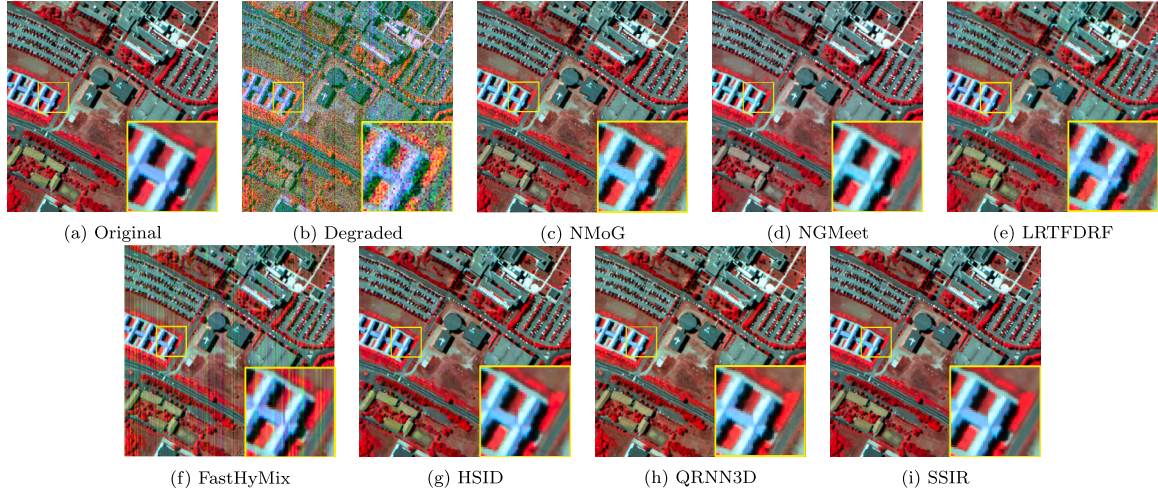 (a) Original
(b) Degraded
(c) NMoG
(d) NGMeet
(e) LRTFDRF
(f) FastHyMix
(g) HSID
(h) QRNN3D
(i) SSIR